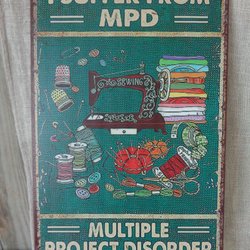 I SUFFER FROM
MPD
SEWING
MULTIPLE
PROJECT DISORDER